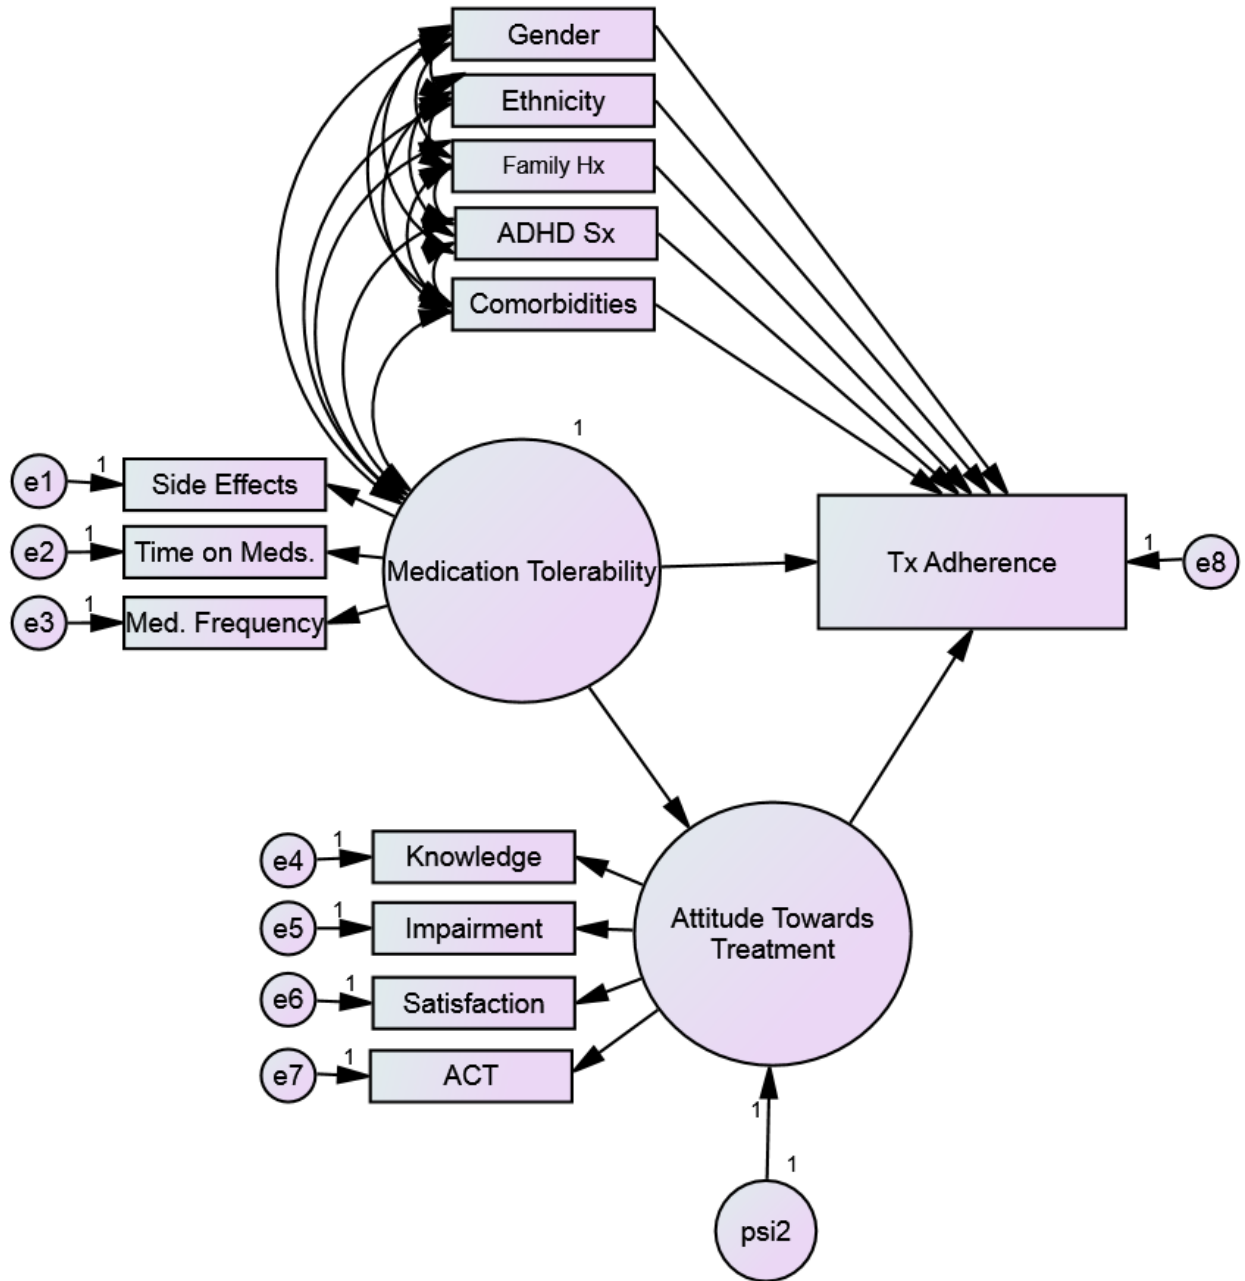 Gender
Ethnicity
Family Hx
ADHD Sx
Comorbidities
1
e1
1
Side Effects
e2
1
Time on Meds.
e3
1
Med. Frequency
Medication Tolerability
Tx Adherence
1
e8
e4
1
Knowledge
e5
1
Impairment
e6
1
Satisfaction
e7
1
ACT
Attitude Towards
Treatment
1
1
psi2